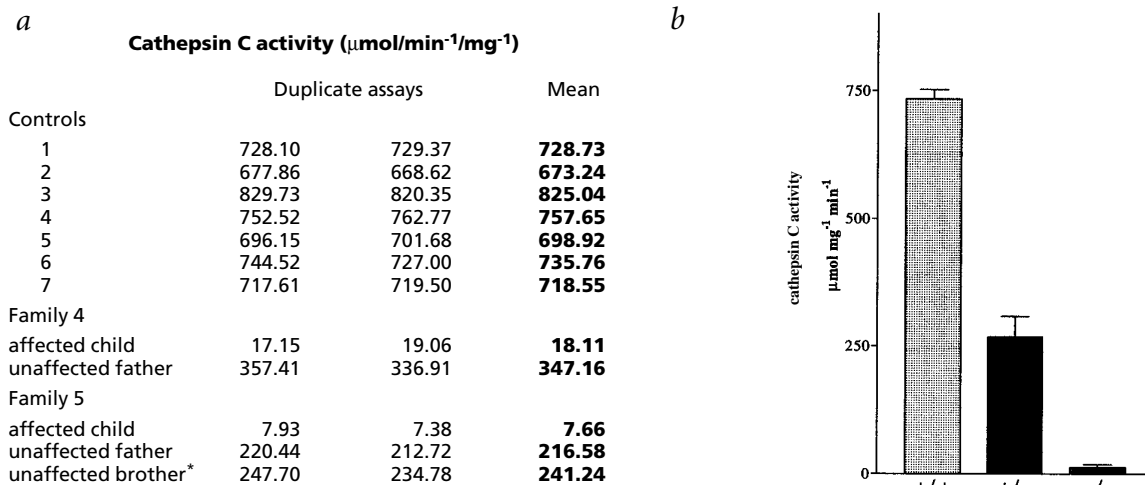 a
Cathepsin C activity (μmol/min⁻¹/mg⁻¹)
Duplicate assays Mean
Controls
1 728.10 729.37 728.73
2 677.86 668.62 673.24
3 829.73 820.35 825.04
4 752.52 762.77 757.65
5 696.15 701.68 698.92
6 744.52 727.00 735.76
7 717.61 719.50 718.55
Family 4
affected child 17.15 19.06 18.11
unaffected father 357.41 336.91 347.16
Family 5
affected child 7.93 7.38 7.66
unaffected father 220.44 212.72 216.58
unaffected brother* 247.70 234.78 241.24
b
cathepsin C activity
μmol mg⁻¹ min⁻¹
750
500
250
0